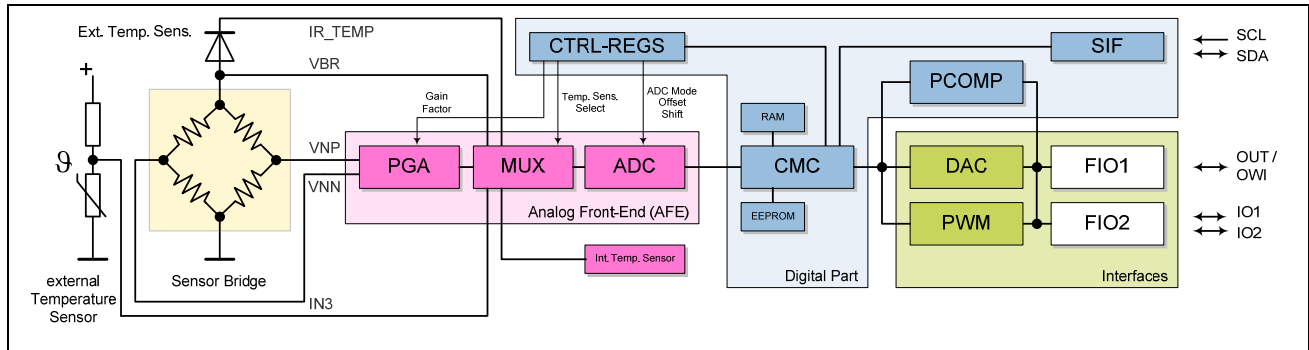 Ext. Temp. Sens.
IR_TEMP
VBR
CTRL-REGS
SIF
SCL
SDA
PCOMP
+
Gain
Factor
Temp. Sens.
Select
ADC Mode
Offset
Shift
RAM
ϑ
VNP
VNN
PGA
MUX
ADC
CMC
DAC
FIO1
OUT /
OWI
Analog Front-End (AFE)
EEPROM
PWM
FIO2
IO1
IO2
Int. Temp. Sensor
Digital Part
Interfaces
external
Temperature
Sensor
Sensor Bridge
IN3